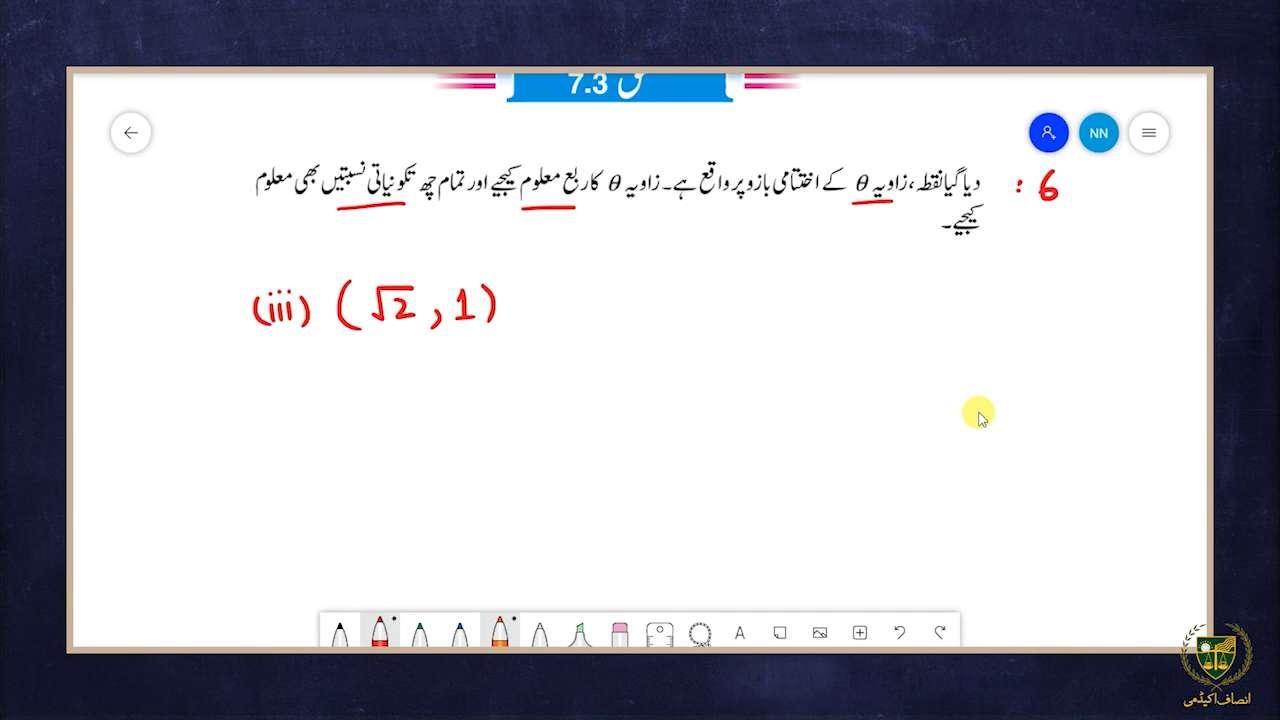 ق 7.3
NN
6 :
دیا گیا نقطہ، زاویہ θ کے اختتامی بازو پر واقع ہے۔ زاویہ θ کا ربع معلوم کیجیے اور تمام چھ تکونیاتی نسبتیں بھی معلوم
کیجیے۔
(iii) (√2 , 1)
A
انصاف اکیڈمی